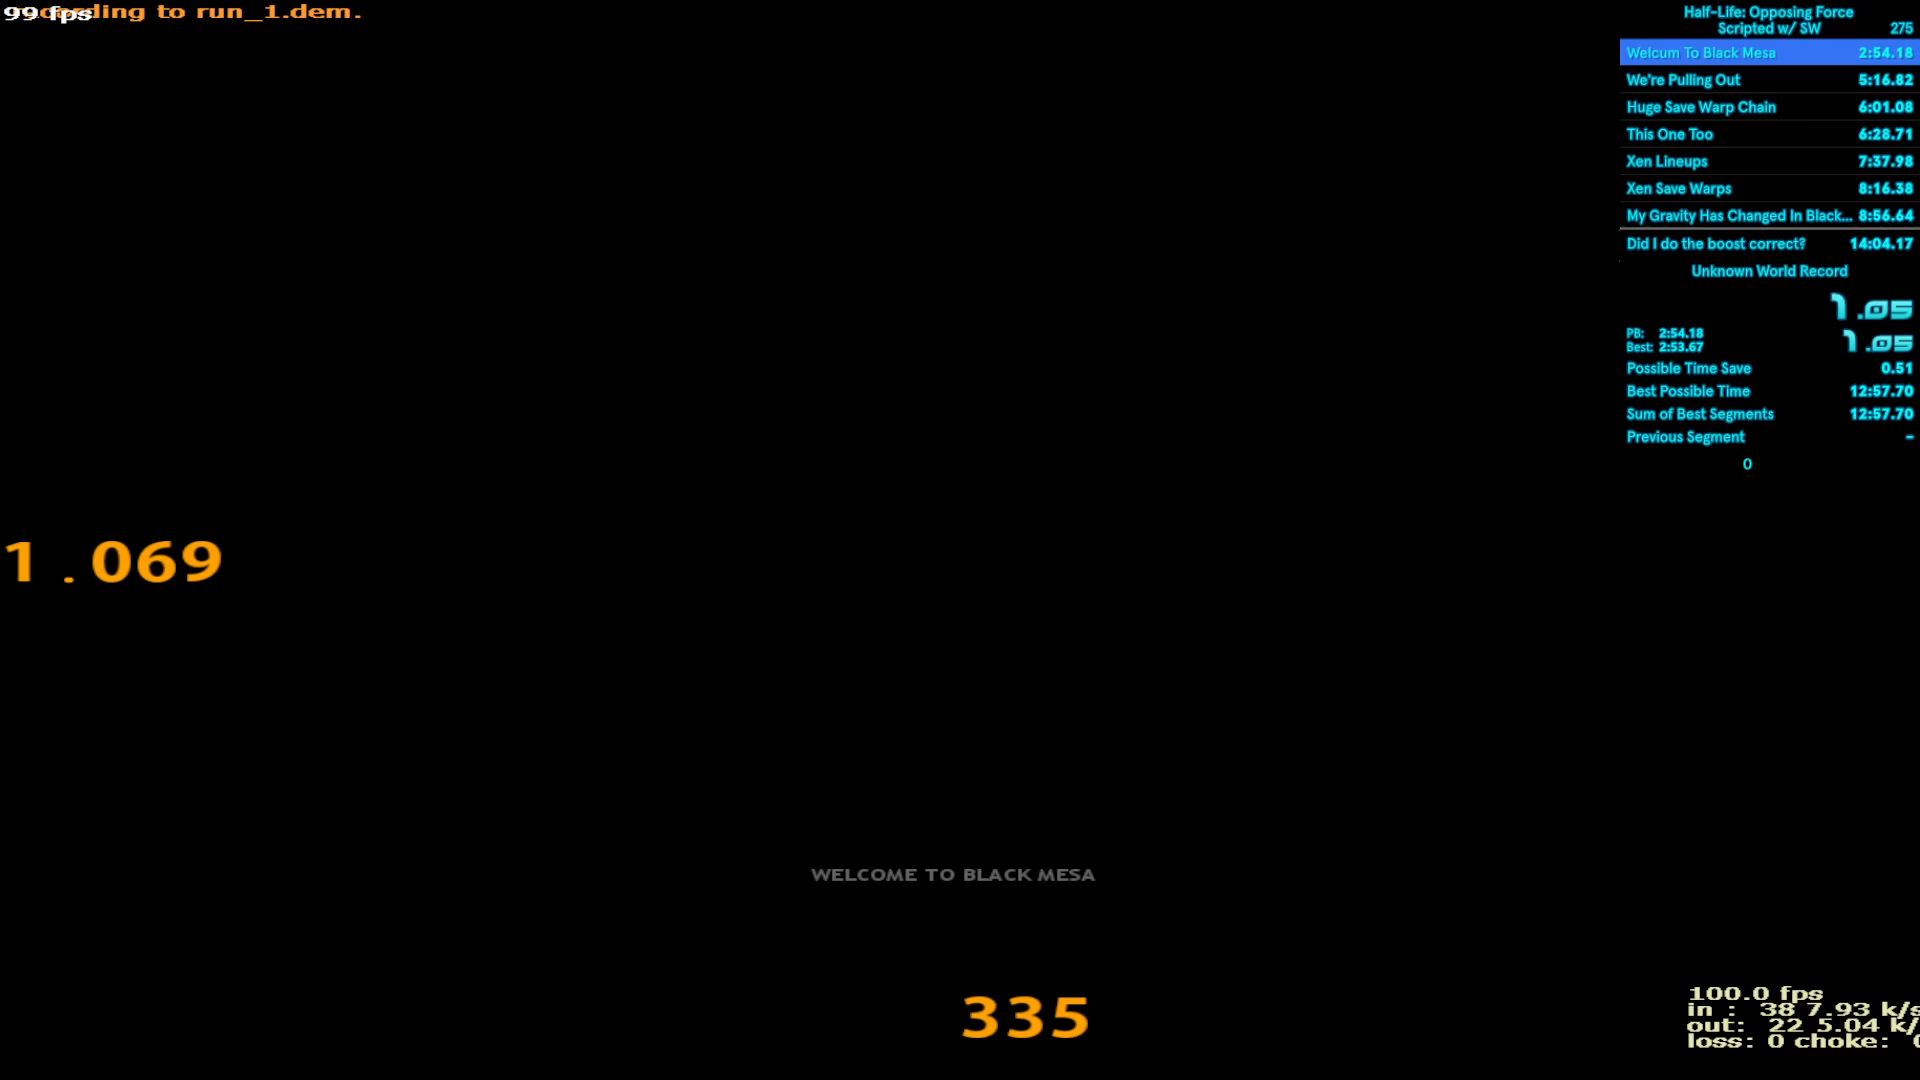 99 fps
recording to run_1.dem.
Half-Life: Opposing Force
Scripted w/ SW 275
Welcum To Black Mesa 2:54.18
We're Pulling Out 5:16.82
Huge Save Warp Chain 6:01.08
This One Too 6:28.71
Xen Lineups 7:37.98
Xen Save Warps 8:16.38
My Gravity Has Changed In Black... 8:56.64
Did I do the boost correct? 14:04.17
Unknown World Record
1.05
PB: 2:54.18
Best: 2:53.67
1.05
Possible Time Save 0.51
Best Possible Time 12:57.70
Sum of Best Segments 12:57.70
Previous Segment -
0
1.069
WELCOME TO BLACK MESA
335
100.0 fps
in : 38 7.93 k/s
out: 22 5.04 k/
loss: 0 choke: 0